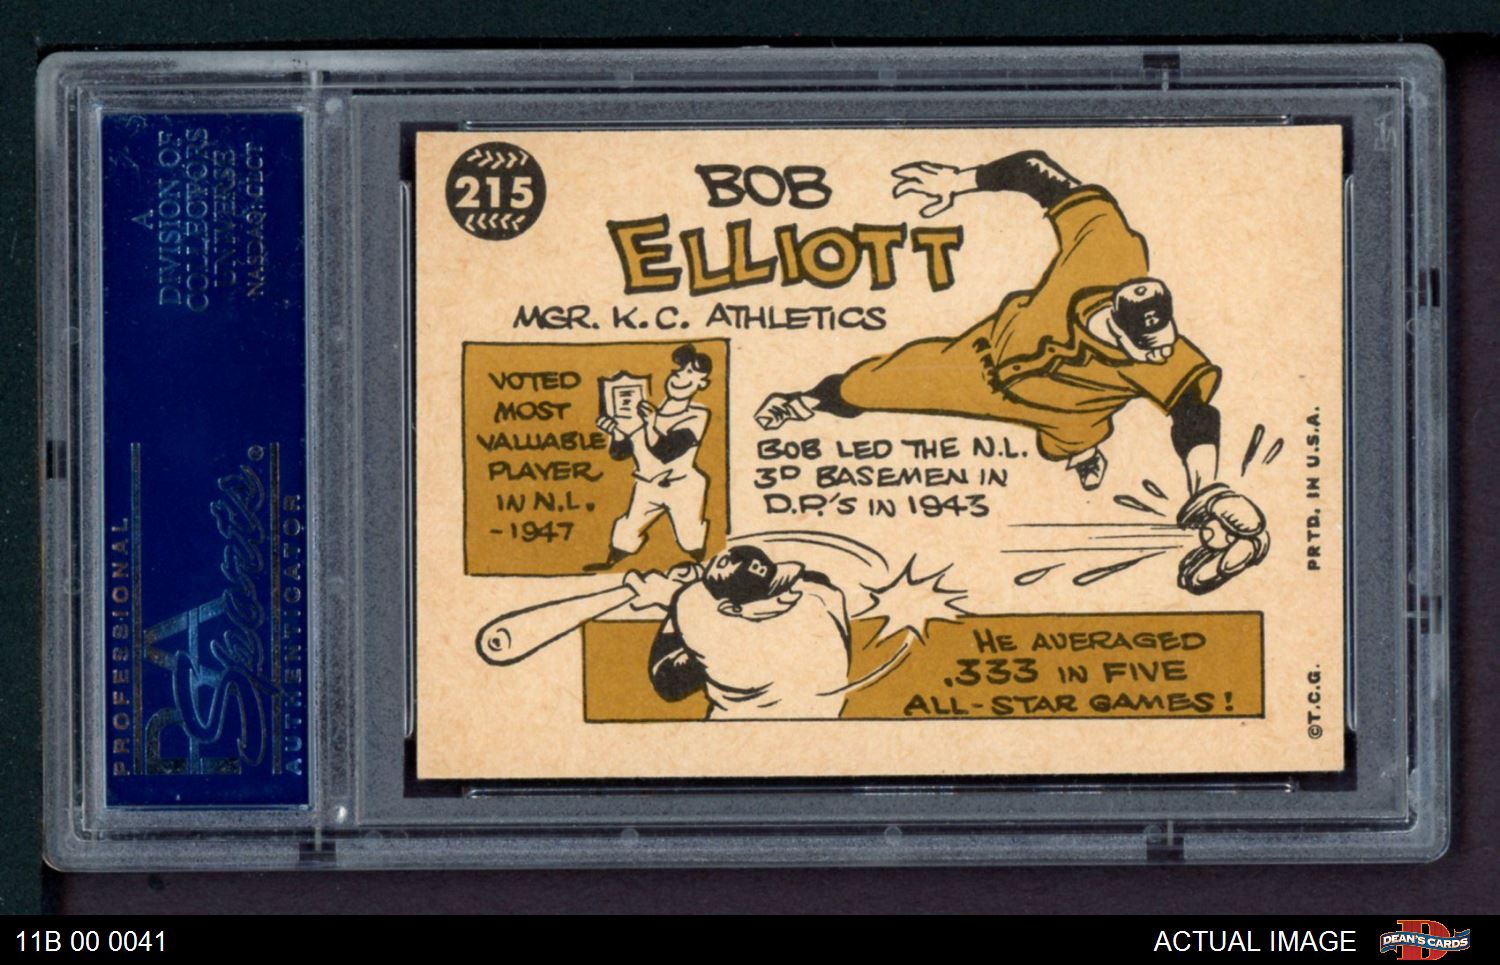 A
DIVISION OF
COLLECTORS
UNIVERSE
NASDAQ: CLCT
PROFESSIONAL
PSA
Sports
AUTHENTICATOR
215
BOB
ELLIOTT
MGR. K.C. ATHLETICS
VOTED
MOST
VALUABLE
PLAYER
IN N.L.
-1947
BOB LED THE N.L.
3D BASEMEN IN
D.P.'S IN 1943
B
HE AVERAGED
.333 IN FIVE
ALL-STAR GAMES!
PRTD. IN U.S.A.
©T.C.G.
11B 00 0041
ACTUAL IMAGE
D
DEAN'S CARDS